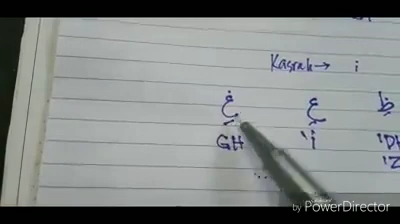 Kasrah → i
غِ عِ ظِ
GH 'i 'DH
'Z
...
by PowerDirector